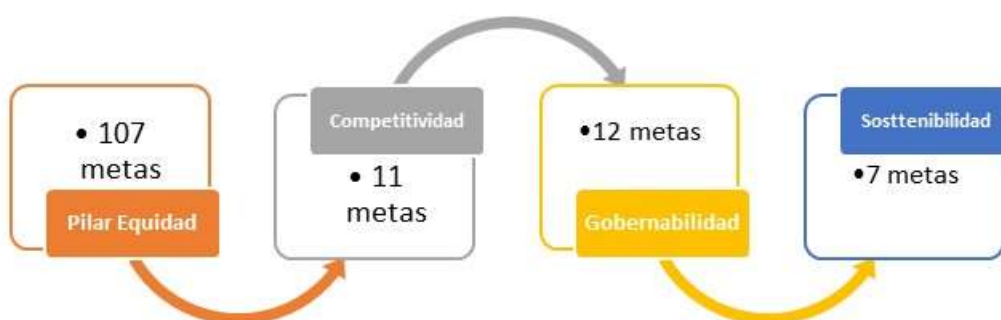 • 107
metas
Pilar Equidad
Competitividad
• 11
metas
•12 metas
Gobernabilidad
Sosttenibilidad
•7 metas